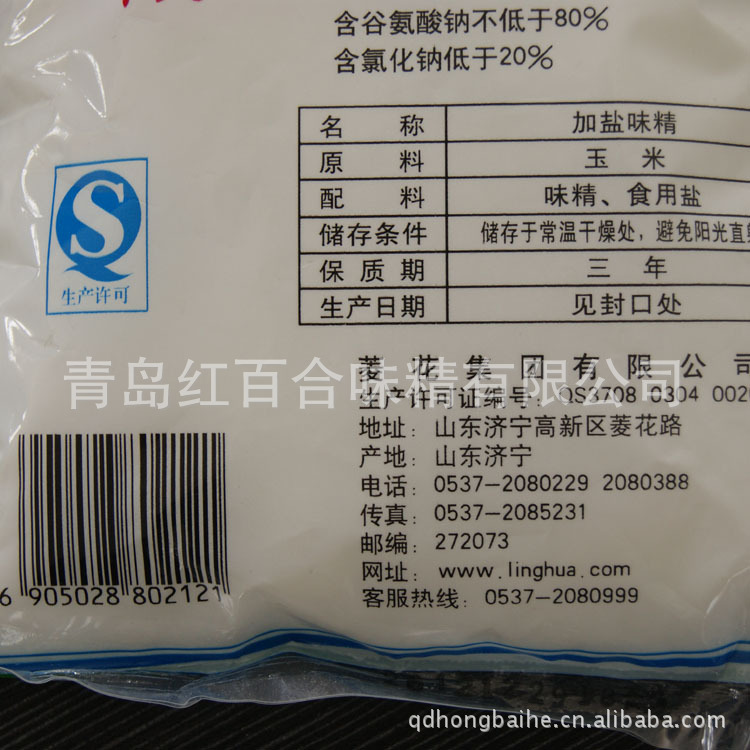 含谷氨酸钠不低于80%
含氯化钠低于20%
名 称 加盐味精
原 料 玉 米
配 料 味精、食用盐
储存条件 储存于常温干燥处，避免阳光直
保 质 期 三 年
生产日期 见封口处
生产许可
菱花集团有限公司
青岛红百合味精有限公司
生产许可证编号：QS3708 0304 002
地址：山东济宁高新区菱花路
产地：山东济宁
电话：0537-2080229 2080388
传真：0537-2085231
邮编：272073
网址：www.linghua.com
客服热线：0537-2080999
6 905028 802121
qdhongbaihe.cn.alibaba.com